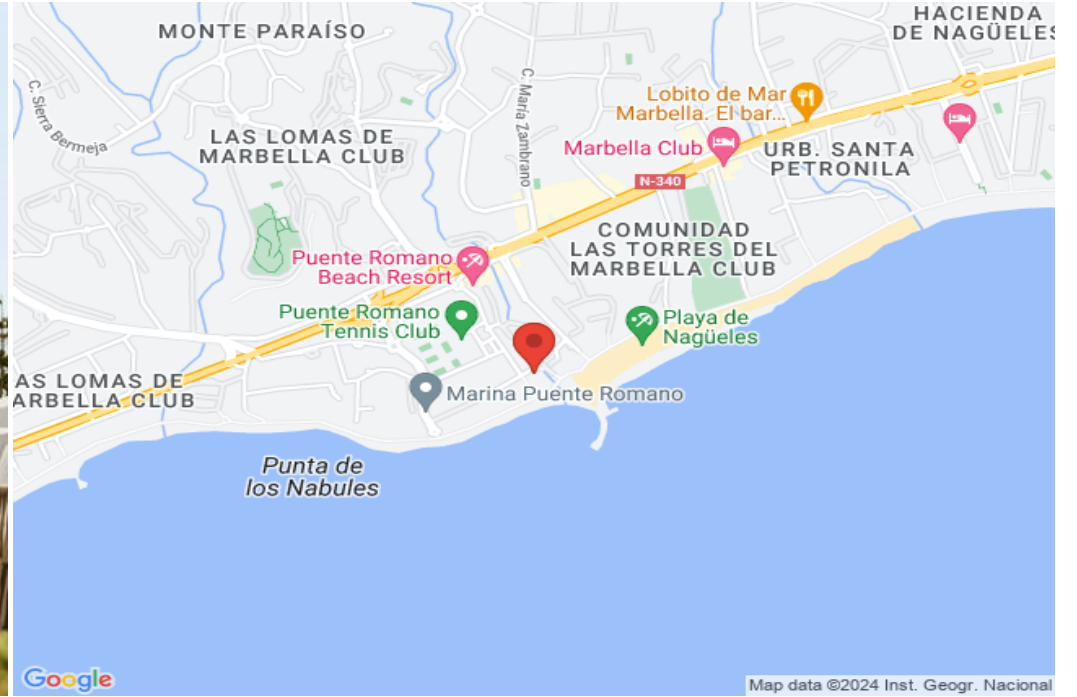 MONTE PARAÍSO
HACIENDA
DE NAGÜELES
C. Sierra Bermeja
C. María Zambrano
Lobito de Mar
Marbella. El bar...
LAS LOMAS DE
MARBELLA CLUB
Marbella Club
URB. SANTA
PETRONILA
N-340
COMUNIDAD
LAS TORRES DEL
MARBELLA CLUB
Puente Romano
Beach Resort
Puente Romano
Tennis Club
Playa de
Nagüeles
AS LOMAS DE
ARBELLA CLUB
Marina Puente Romano
Punta de
los Nabules
Google
Map data ©2024 Inst. Geogr. Nacional